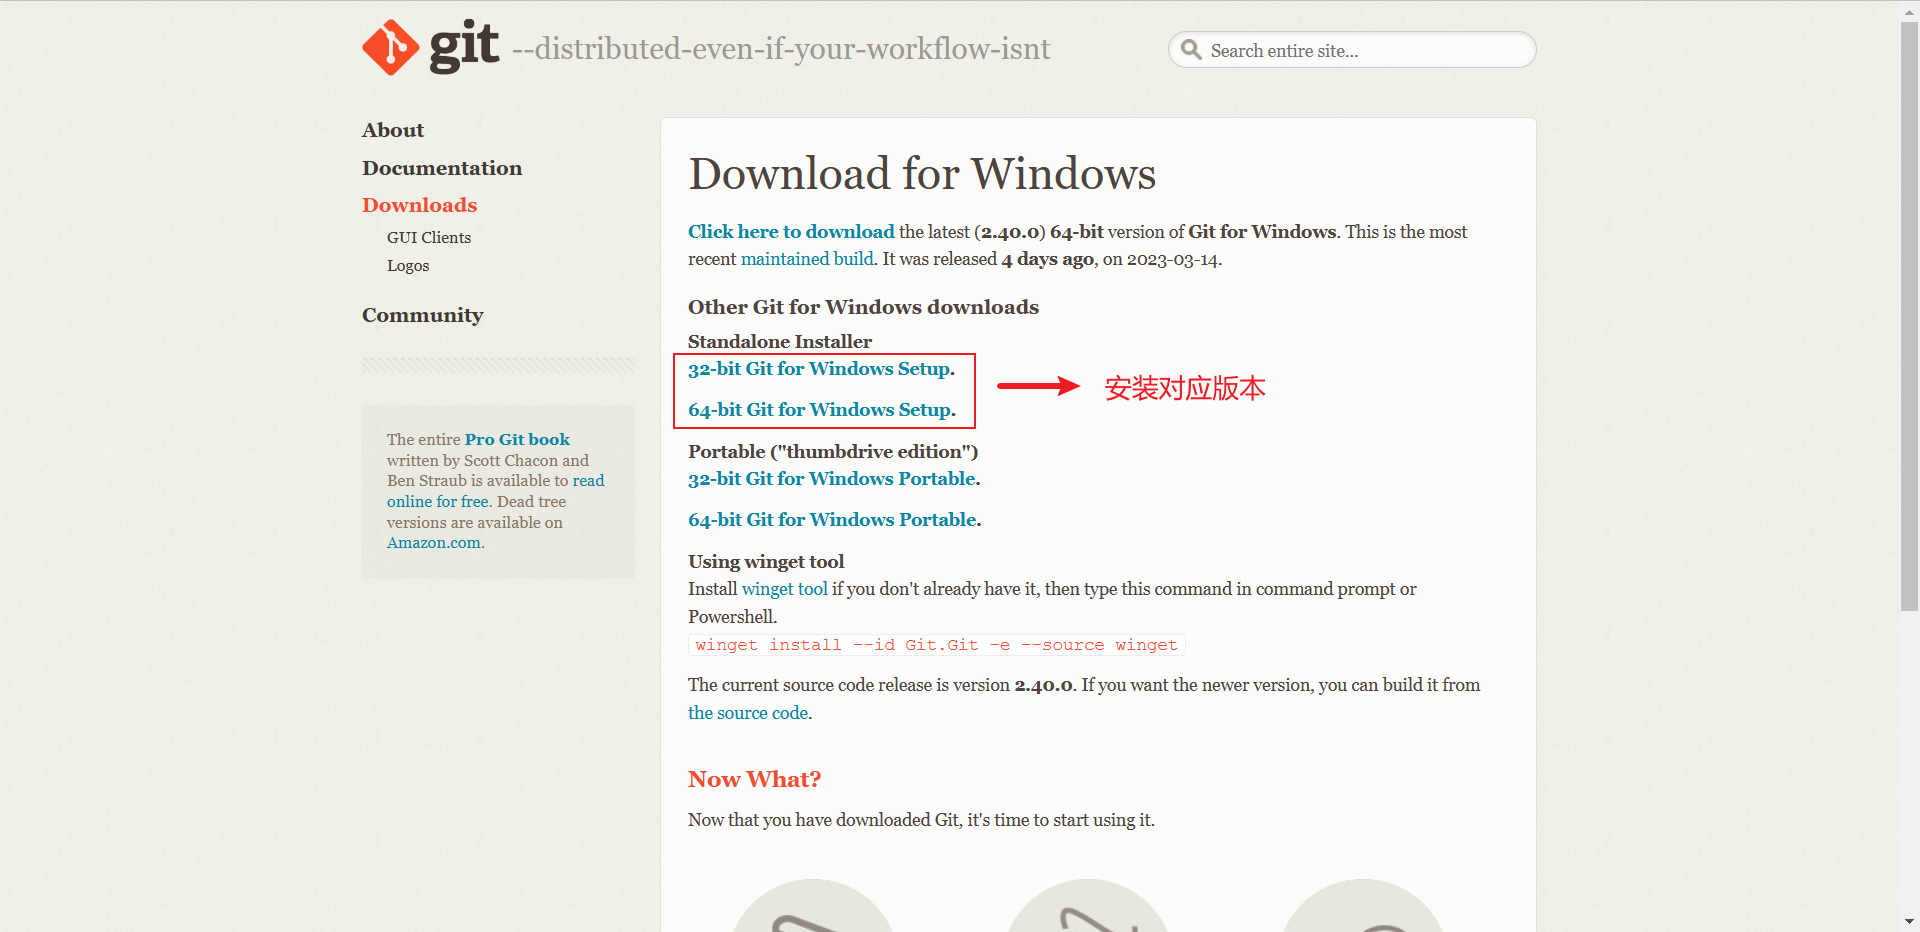 git --distributed-even-if-your-workflow-isnt
Search entire site...
About
Documentation
Downloads
GUI Clients
Logos
Community
The entire Pro Git book
written by Scott Chacon and
Ben Straub is available to read
online for free. Dead tree
versions are available on
Amazon.com.
Download for Windows
Click here to download the latest (2.40.0) 64-bit version of Git for Windows. This is the most
recent maintained build. It was released 4 days ago, on 2023-03-14.
Other Git for Windows downloads
Standalone Installer
32-bit Git for Windows Setup.
64-bit Git for Windows Setup.
安装对应版本
Portable ("thumbdrive edition")
32-bit Git for Windows Portable.
64-bit Git for Windows Portable.
Using winget tool
Install winget tool if you don't already have it, then type this command in command prompt or
Powershell.
winget install --id Git.Git -e --source winget
The current source code release is version 2.40.0. If you want the newer version, you can build it from
the source code.
Now What?
Now that you have downloaded Git, it's time to start using it.